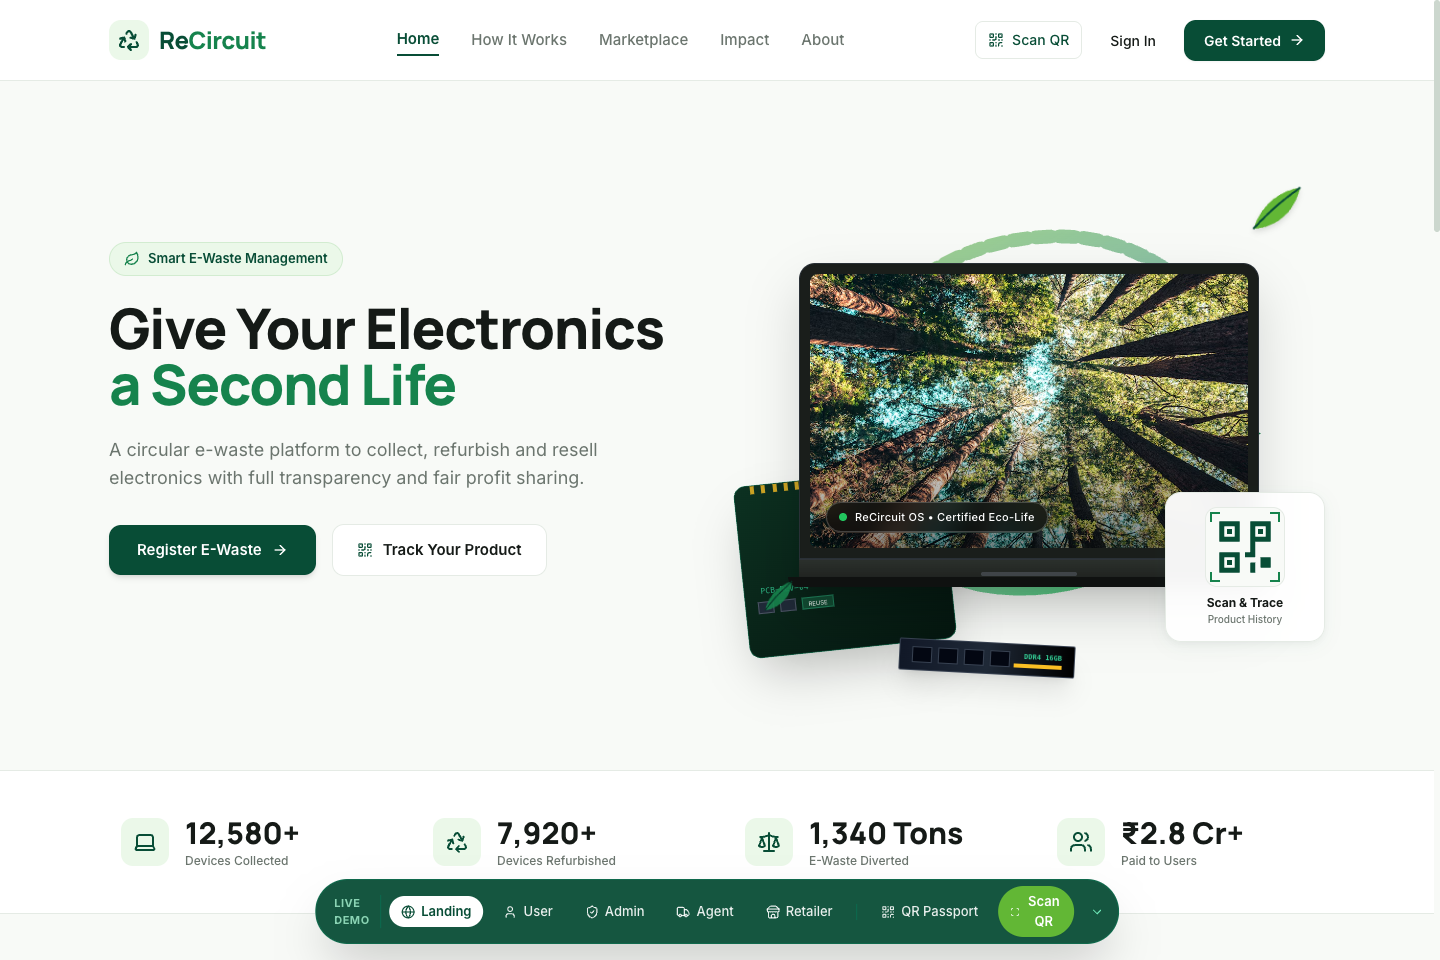 ReCircuit
Home
How It Works
Marketplace
Impact
About
Scan QR
Sign In
Get Started
Smart E-Waste Management
Give Your Electronics
a Second Life
A circular e-waste platform to collect, refurbish and resell
electronics with full transparency and fair profit sharing.
Register E-Waste
Track Your Product
ReCircuit OS • Certified Eco-Life
REUSE
DDR4 16GB
Scan & Trace
Product History
12,580+
Devices Collected
7,920+
Devices Refurbished
1,340 Tons
E-Waste Diverted
₹2.8 Cr+
Paid to Users
LIVE
DEMO
Landing
User
Admin
Agent
Retailer
QR Passport
Scan
QR